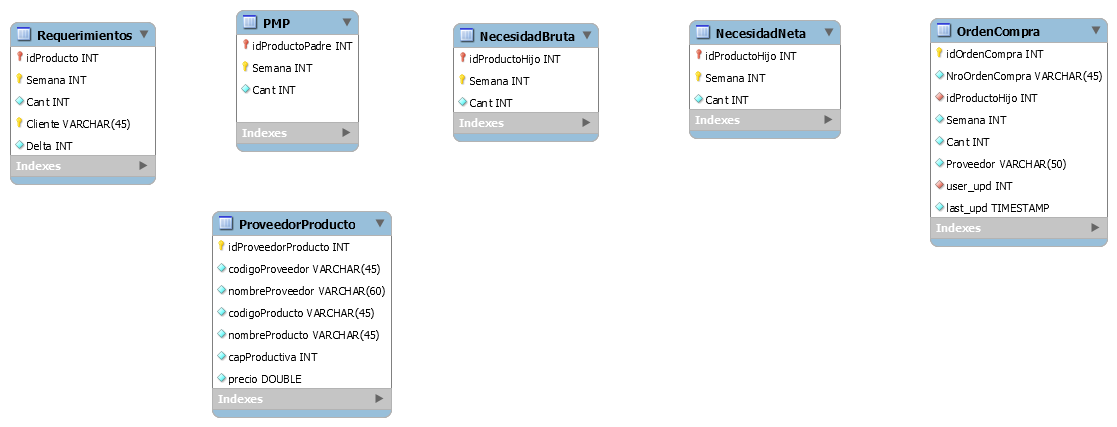 Requerimientos
idProducto INT
Semana INT
Cant INT
Cliente VARCHAR(45)
Delta INT
Indexes
PMP
idProductoPadre INT
Semana INT
Cant INT
Indexes
NecesidadBruta
idProductoHijo INT
Semana INT
Cant INT
Indexes
NecesidadNeta
idProductoHijo INT
Semana INT
Cant INT
Indexes
OrdenCompra
idOrdenCompra INT
NroOrdenCompra VARCHAR(45)
idProductoHijo INT
Semana INT
Cant INT
Proveedor VARCHAR(50)
user_upd INT
last_upd TIMESTAMP
Indexes
ProveedorProducto
idProveedorProducto INT
codigoProveedor VARCHAR(45)
nombreProveedor VARCHAR(60)
codigoProducto VARCHAR(45)
nombreProducto VARCHAR(45)
capProductiva INT
precio DOUBLE
Indexes